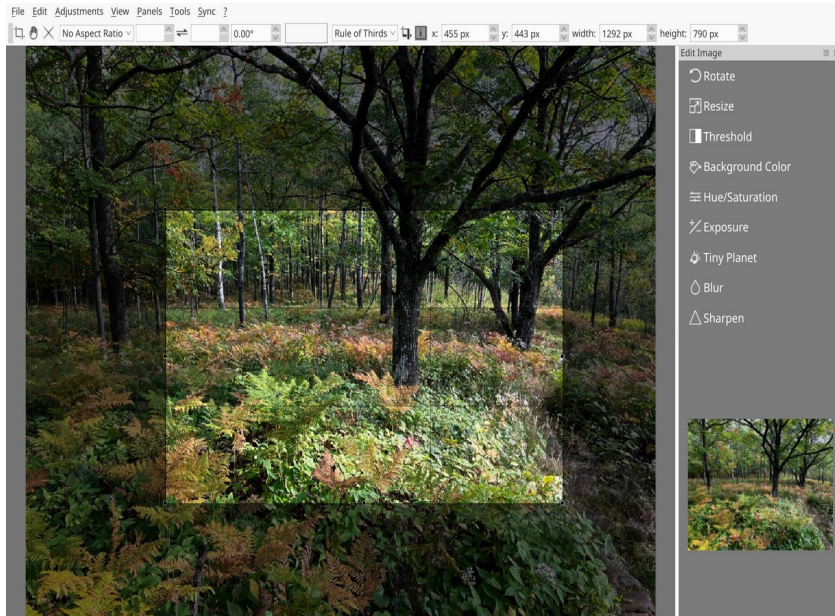 File Edit Adjustments View Panels Tools Sync ?
No Aspect Ratio 0.00° Rule of Thirds x: 455 px y: 443 px width: 1292 px height: 790 px
Edit Image
Rotate
Resize
Threshold
Background Color
Hue/Saturation
Exposure
Tiny Planet
Blur
Sharpen